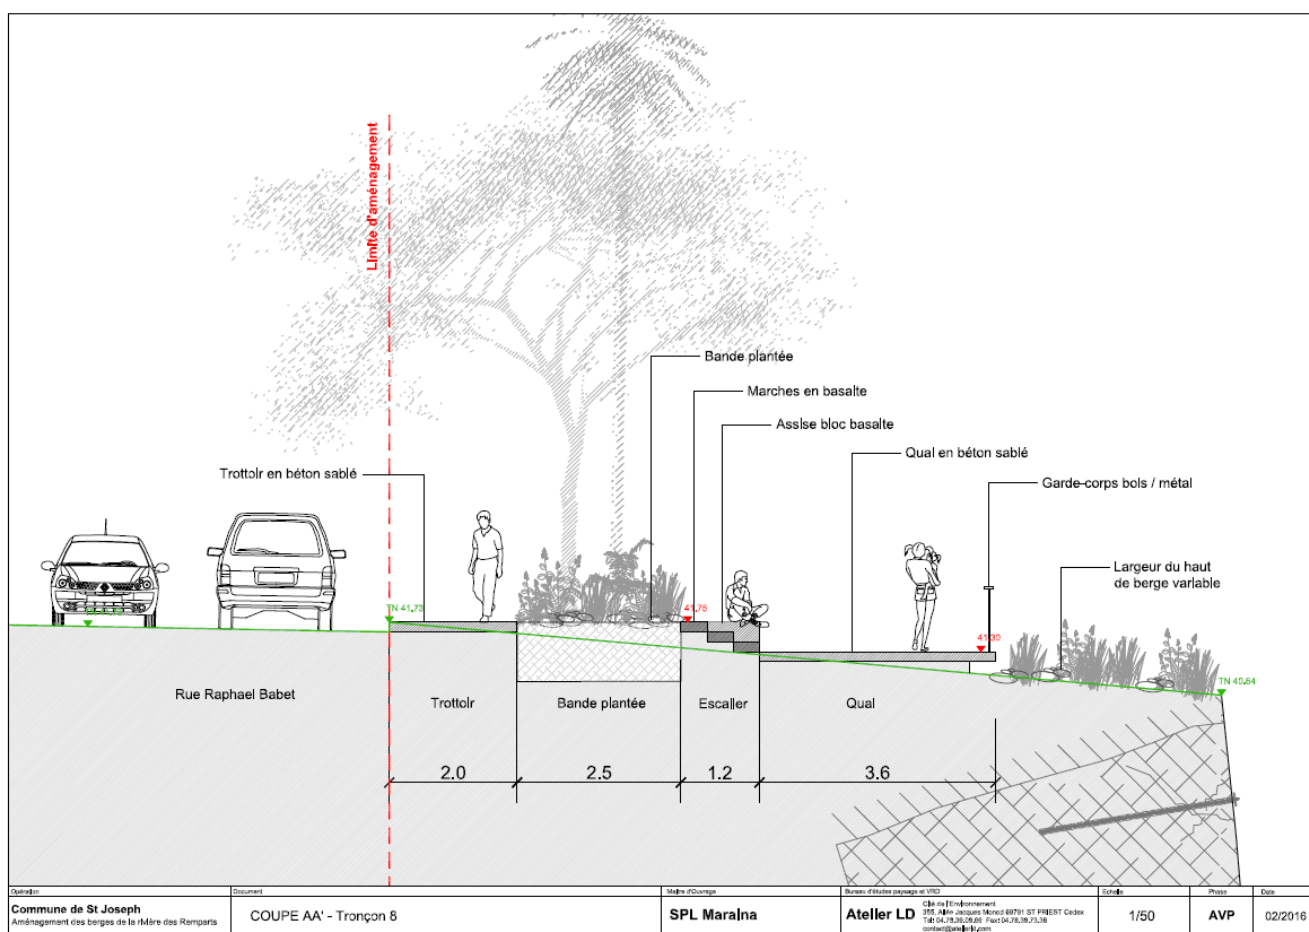 Limite d'aménagement
Bande plantée
Marches en basalte
Assise bloc basalte
Quai en béton sablé
Trottoir en béton sablé
Garde-corps bois / métal
Largeur du haut
de berge variable
TN 41.73
41.75
41.30
TN 40.64
Rue Raphael Babet
Trottoir
Bande plantée
Escalier
Quai
2.0
2.5
1.2
3.6
Opération
Commune de St Joseph
Aménagement des berges de la rivière des Remparts
Document
COUPE AA' - Tronçon 8
Maître d'Ouvrage
SPL Maraina
Bureau d'études paysage et VRD
Atelier LD
Cité de l'Environnement
355, Allée Jacques Monod 69791 ST PRIEST Cedex
contact@atelierld.com
Echelle
1/50
Phase
AVP
Date
02/2016